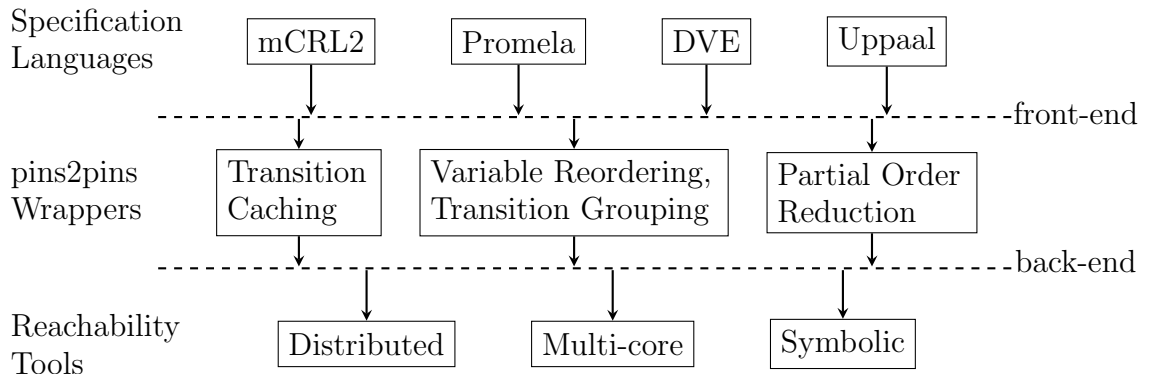 Specification
Languages
mCRL2
Promela
DVE
Uppaal
front-end
pins2pins
Wrappers
Transition
Caching
Variable Reordering,
Transition Grouping
Partial Order
Reduction
back-end
Reachability
Tools
Distributed
Multi-core
Symbolic